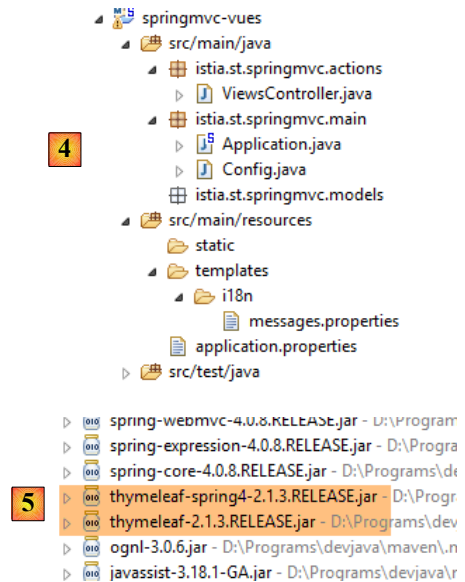 springmvc-vues
src/main/java
istia.st.springmvc.actions
ViewsController.java
istia.st.springmvc.main
4
Application.java
Config.java
istia.st.springmvc.models
src/main/resources
static
templates
i18n
messages.properties
application.properties
src/test/java
spring-webmvc-4.0.8.RELEASE.jar - D:\Program
spring-expression-4.0.8.RELEASE.jar - D:\Progra
spring-core-4.0.8.RELEASE.jar - D:\Programs\de
5
thymeleaf-spring4-2.1.3.RELEASE.jar - D:\Progr
thymeleaf-2.1.3.RELEASE.jar - D:\Programs\dev
ognl-3.0.6.jar - D:\Programs\devjava\maven\.m
javassist-3.18.1-GA.jar - D:\Programs\devjava\r